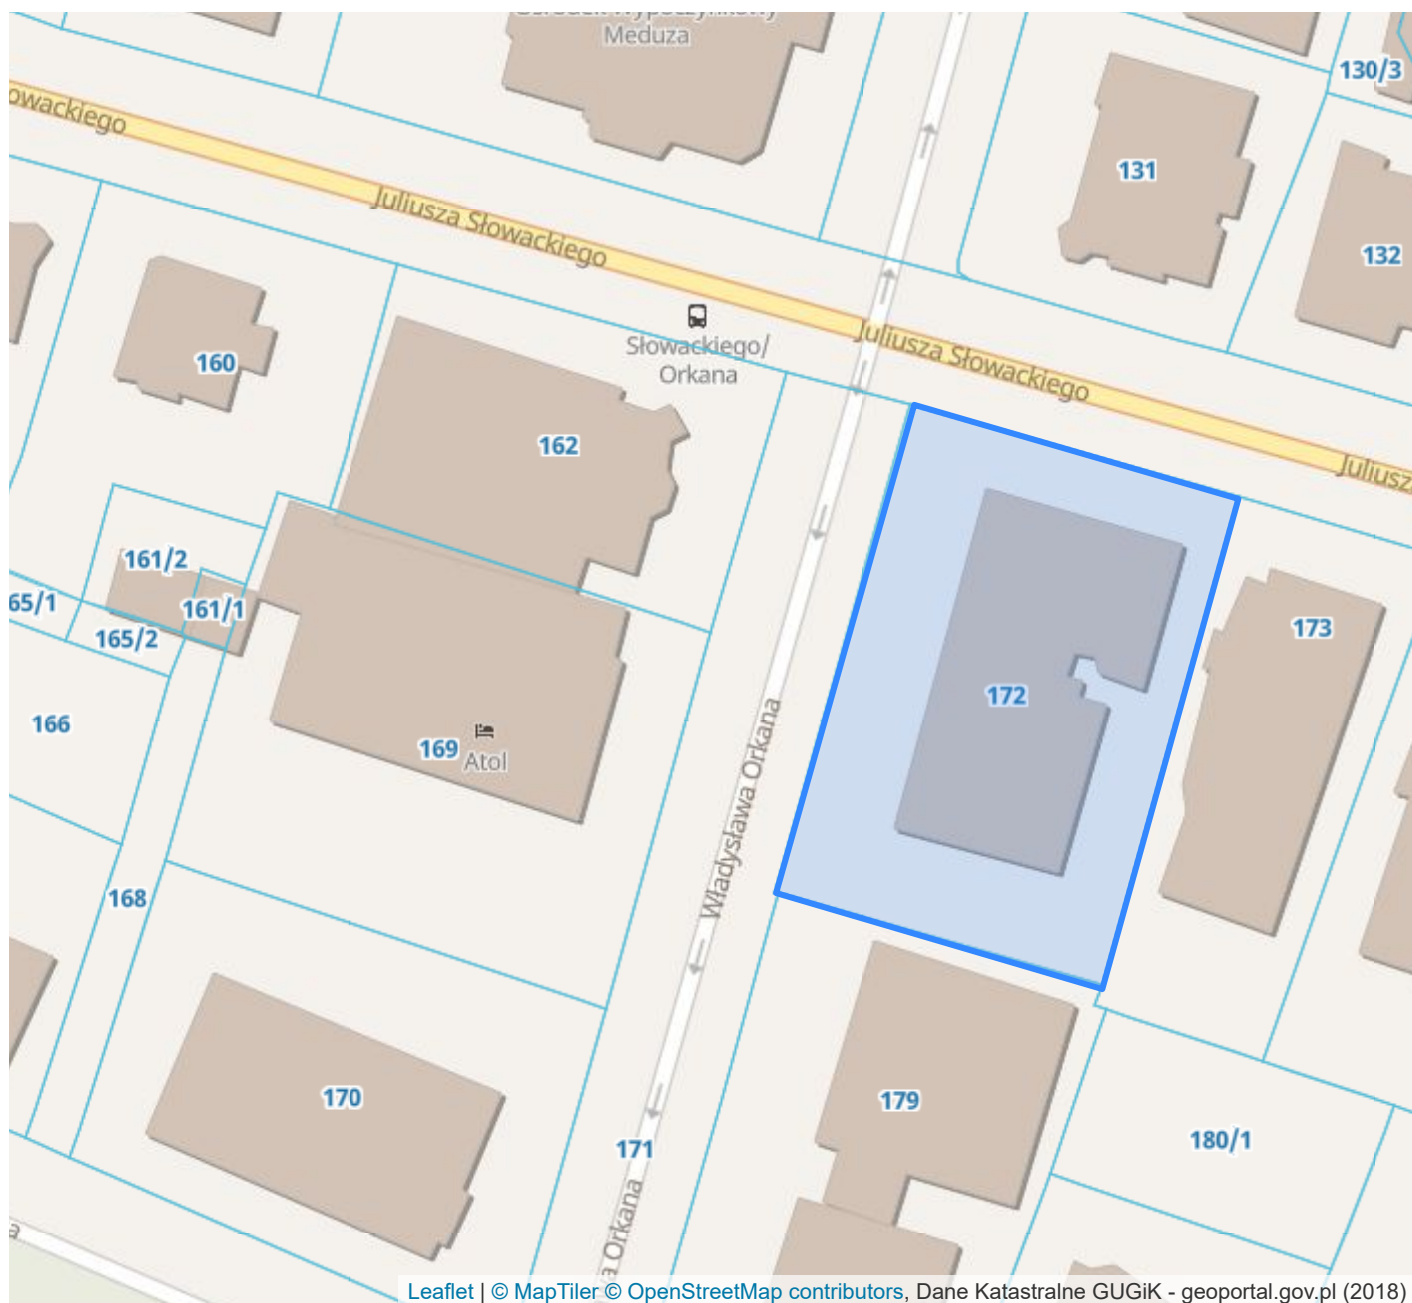 Meduza
130/3
owackiego
131
Juliusza Słowackiego
132
Słowackiego/
Orkana
Juliusza Słowackiego
160
162
Juliusz
161/2
65/1
161/1
165/2
173
172
166
169
Atol
Władysława Orkana
168
170
179
171
180/1
wa Orkana
a
Leaflet | © MapTiler © OpenStreetMap contributors, Dane Katastralne GUGiK - geoportal.gov.pl (2018)